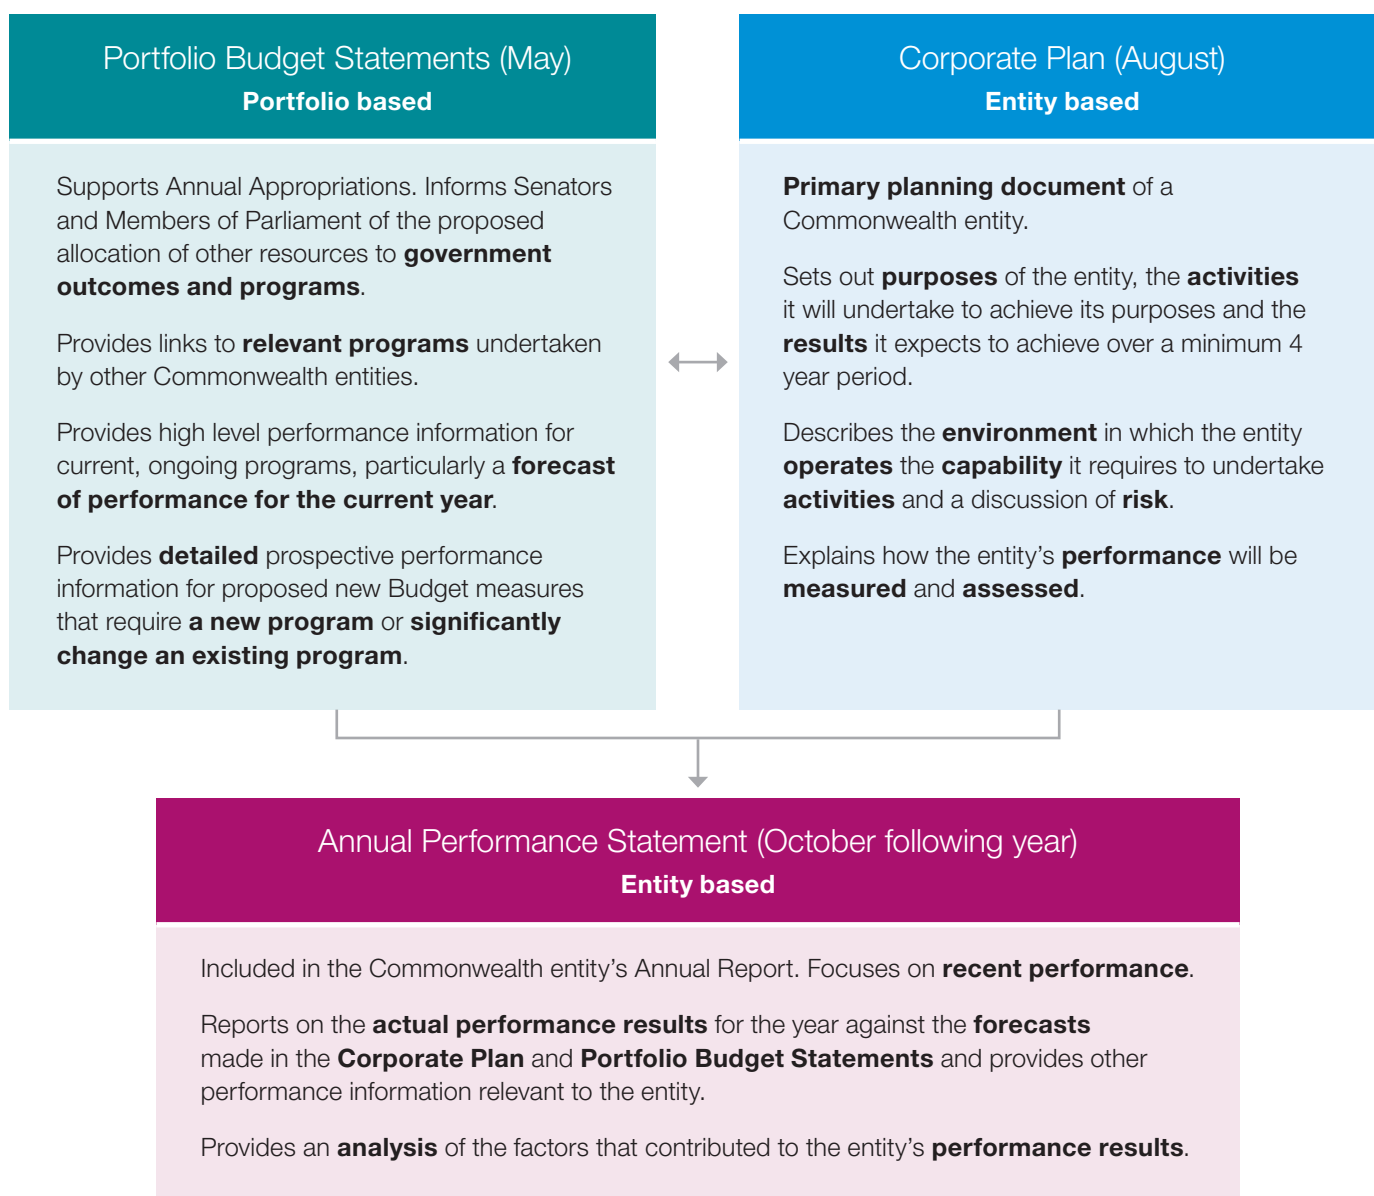 Portfolio Budget Statements (May)
Portfolio based
Supports Annual Appropriations. Informs Senators
and Members of Parliament of the proposed
allocation of other resources to government
outcomes and programs.
Provides links to relevant programs undertaken
by other Commonwealth entities.
Provides high level performance information for
current, ongoing programs, particularly a forecast
of performance for the current year.
Provides detailed prospective performance
information for proposed new Budget measures
that require a new program or significantly
change an existing program.
Corporate Plan (August)
Entity based
Primary planning document of a
Commonwealth entity.
Sets out purposes of the entity, the activities
it will undertake to achieve its purposes and the
results it expects to achieve over a minimum 4
year period.
Describes the environment in which the entity
operates the capability it requires to undertake
activities and a discussion of risk.
Explains how the entity’s performance will be
measured and assessed.
Annual Performance Statement (October following year)
Entity based
Included in the Commonwealth entity’s Annual Report. Focuses on recent performance.
Reports on the actual performance results for the year against the forecasts
made in the Corporate Plan and Portfolio Budget Statements and provides other
performance information relevant to the entity.
Provides an analysis of the factors that contributed to the entity’s performance results.